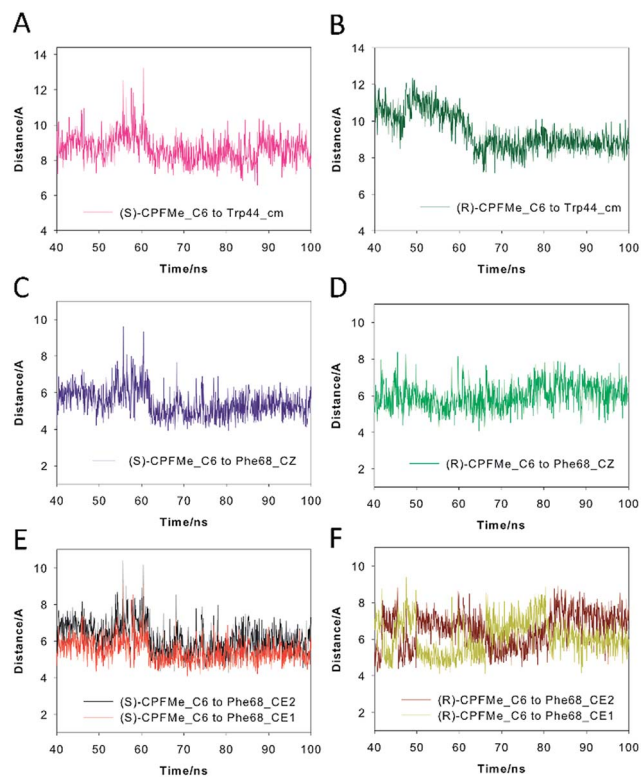 A
14
12
10
8
6
4
Distance/A
(S)-CPFMe_C6 to Trp44_cm
40 50 60 70 80 90 100
Time/ns
B
14
12
10
8
6
4
Distance/A
(R)-CPFMe_C6 to Trp44_cm
40 50 60 70 80 90 100
Time/ns
C
10
8
6
4
2
Distance/A
(S)-CPFMe_C6 to Phe68_CZ
40 50 60 70 80 90 100
Time/ns
D
10
8
6
4
2
Distance/A
(R)-CPFMe_C6 to Phe68_CZ
40 50 60 70 80 90 100
Time/ns
E
10
8
6
4
2
Distance/A
(S)-CPFMe_C6 to Phe68_CE2
(S)-CPFMe_C6 to Phe68_CE1
40 50 60 70 80 90 100
Time/ns
F
10
8
6
4
2
Distance/A
(R)-CPFMe_C6 to Phe68_CE2
(R)-CPFMe_C6 to Phe68_CE1
40 50 60 70 80 90 100
Time/ns